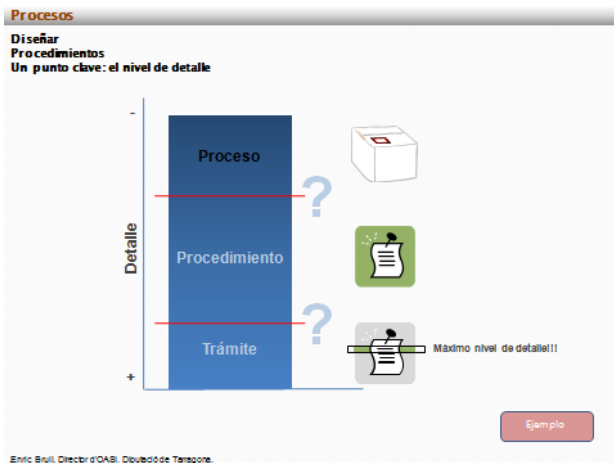 Procesos
Diseñar
Procedimientos
Un punto clave: el nivel de detalle
-
Proceso
?
Detalle
Procedimiento
?
Trámite
Máximo nivel de detalle!!!
+
Ejemplo
Enric Brull. Director d'OASI. Diputació de Tarragona.